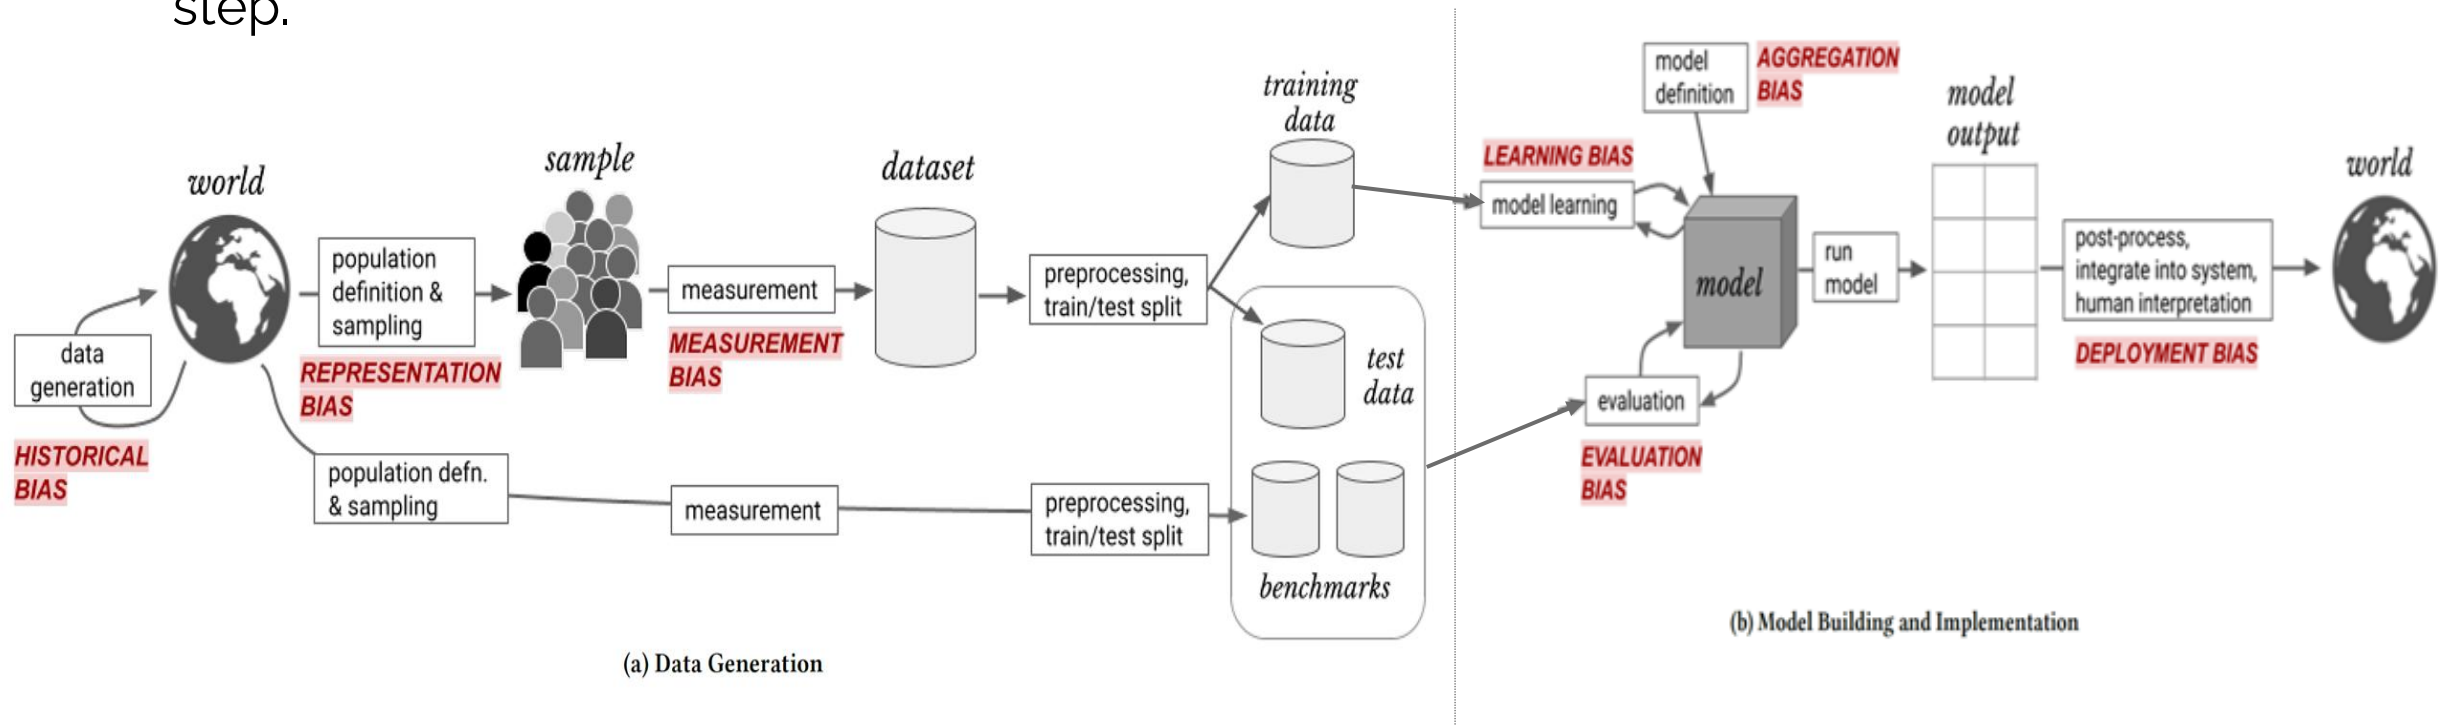 step.
world
data
generation
HISTORICAL
BIAS
population
definition &
sampling
REPRESENTATION
BIAS
sample
measurement
MEASUREMENT
BIAS
dataset
preprocessing,
train/test split
training
data
test
data
population defn.
& sampling
measurement
preprocessing,
train/test split
benchmarks
(a) Data Generation
model
definition
AGGREGATION
BIAS
LEARNING BIAS
model learning
model
evaluation
EVALUATION
BIAS
run
model
model
output
post-process,
integrate into system,
human interpretation
DEPLOYMENT BIAS
world
(b) Model Building and Implementation